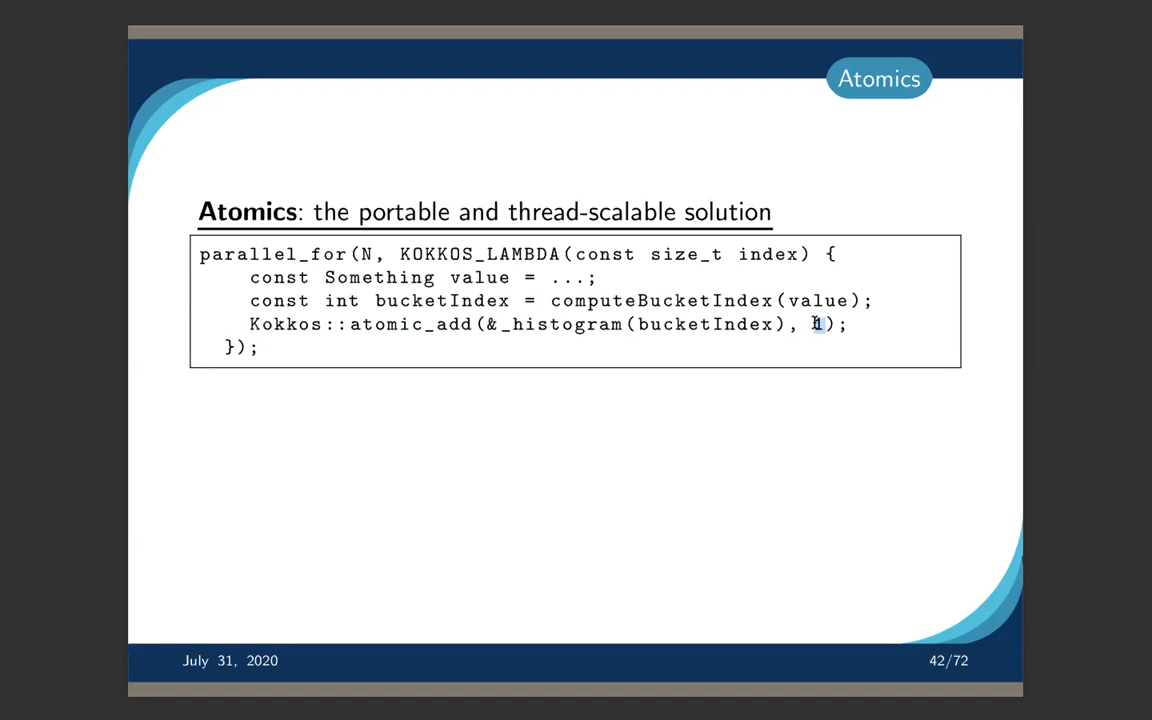 Atomics
Atomics: the portable and thread-scalable solution
parallel_for(N, KOKKOS_LAMBDA(const size_t index) {
    const Something value = ...;
    const int bucketIndex = computeBucketIndex(value);
    Kokkos::atomic_add(&_histogram(bucketIndex), 1);
  });
July 31, 2020
42/72